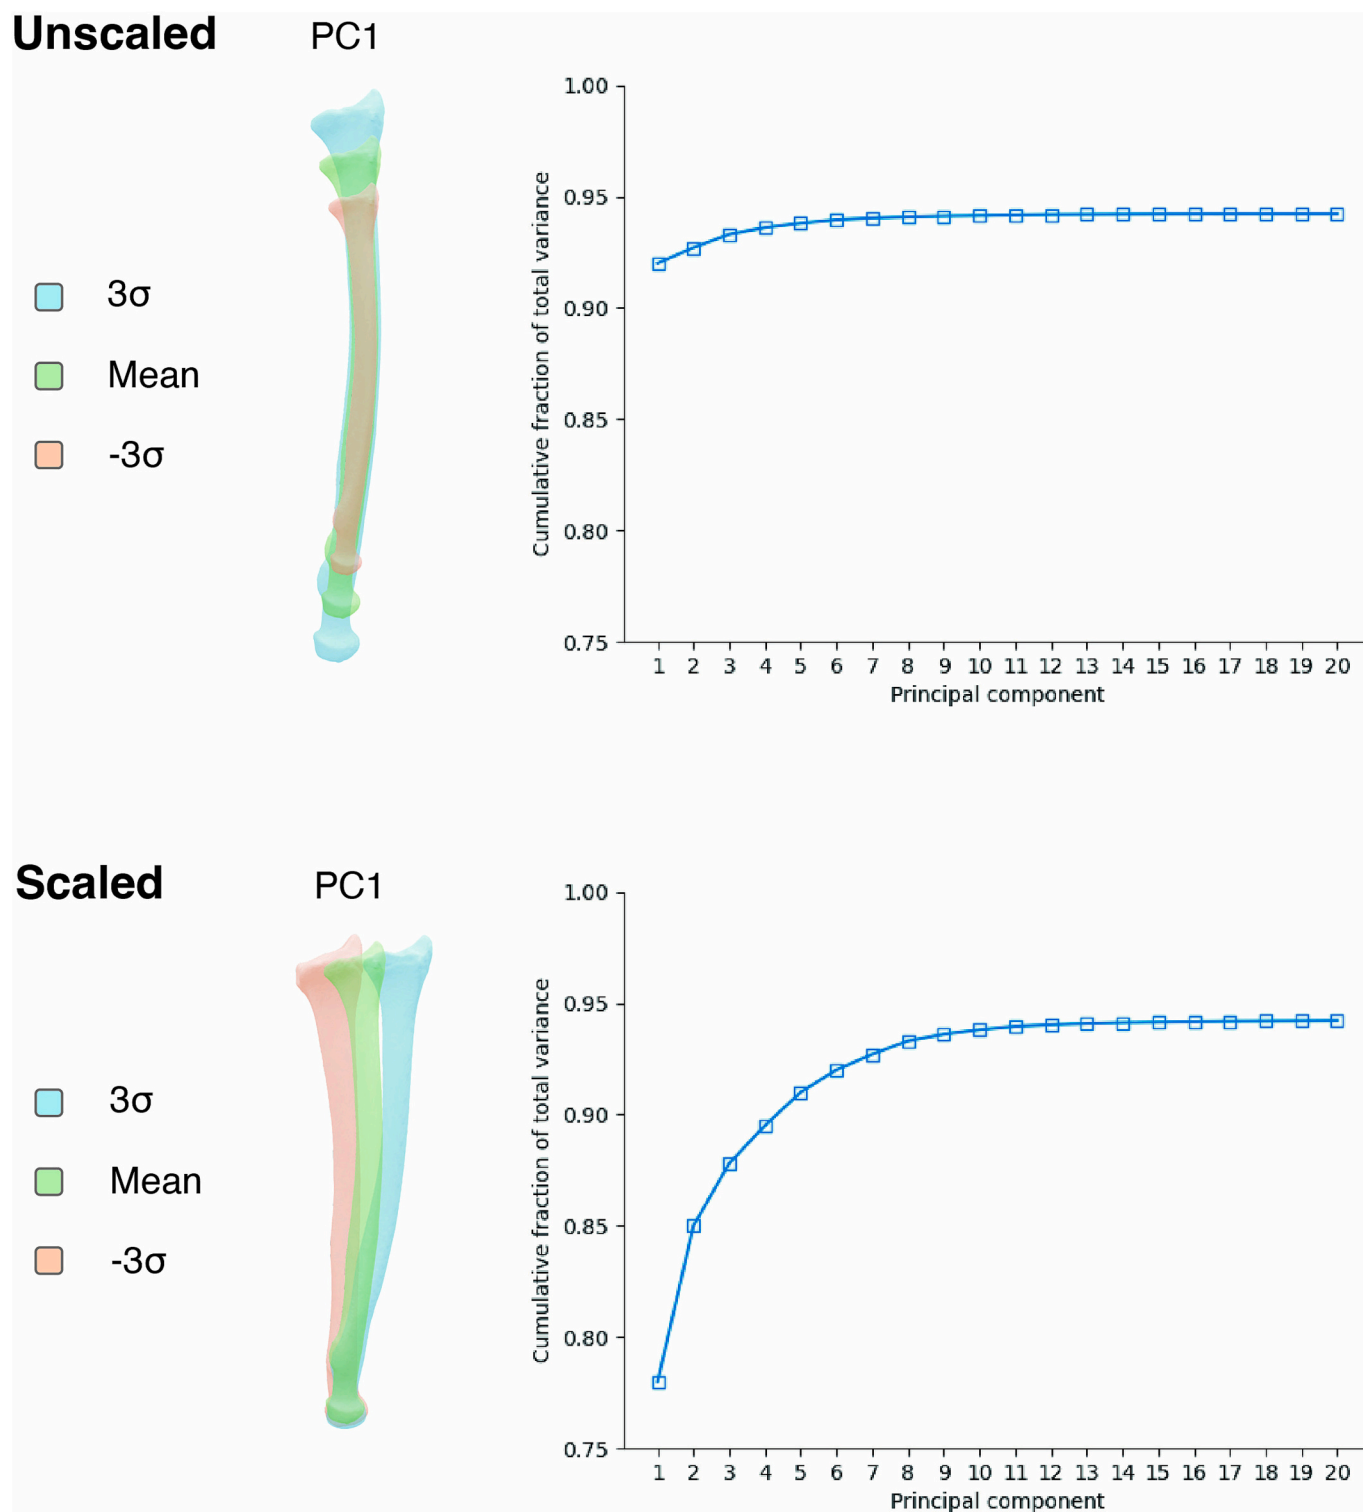 Unscaled
PC1
3σ
Mean
-3σ
Cumulative fraction of total variance
1.00
0.95
0.90
0.85
0.80
0.75
1 2 3 4 5 6 7 8 9 10 11 12 13 14 15 16 17 18 19 20
Principal component
Scaled
PC1
3σ
Mean
-3σ
Cumulative fraction of total variance
1.00
0.95
0.90
0.85
0.80
0.75
1 2 3 4 5 6 7 8 9 10 11 12 13 14 15 16 17 18 19 20
Principal component